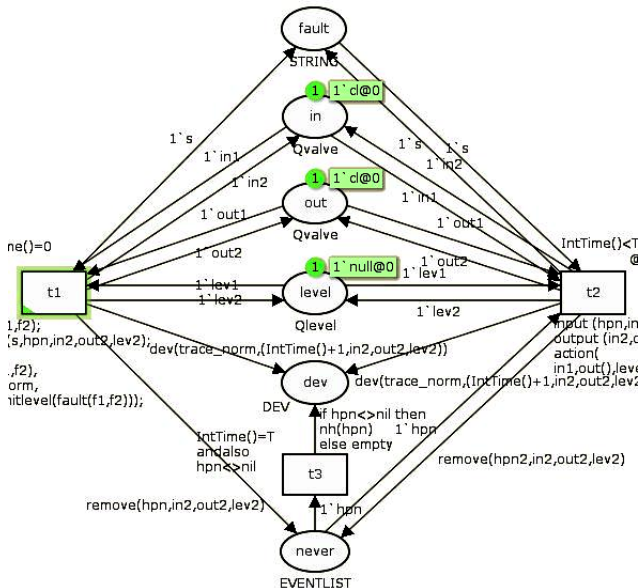 fault
STRING
1 1`cl@0
in
Qvalve
1`s
1`s
1`s
1`in1
1`in2
1`in2
1`in1
1 1`cl@0
out
Qvalve
1`out1
1`out1
1`out2
1`out2
me()=0
IntTime()<T
@
1 1`null@0
level
Qlevel
1`lev1
1`lev1
1`lev2
1`lev2
t1
t2
1,f2);
(s,hpn,in2,out2,lev2);
input (hpn,in
output (in2,o
action(
in1,out(),leve
dev(trace_norm,(IntTime()+1,in2,out2,lev2))
dev(trace_norm,(IntTime()+1,in2,out2,lev2
1,f2),
orm,
nitlevel(fault(f1,f2)));
dev
DEV
if hpn<>nil then
nh(hpn)
else empty
1`hpn
IntTime()=T
andalso
hpn<>nil
t3
remove(hpn2,in2,out2,lev2)
remove(hpn,in2,out2,lev2)
1`hpn
never
EVENTLIST